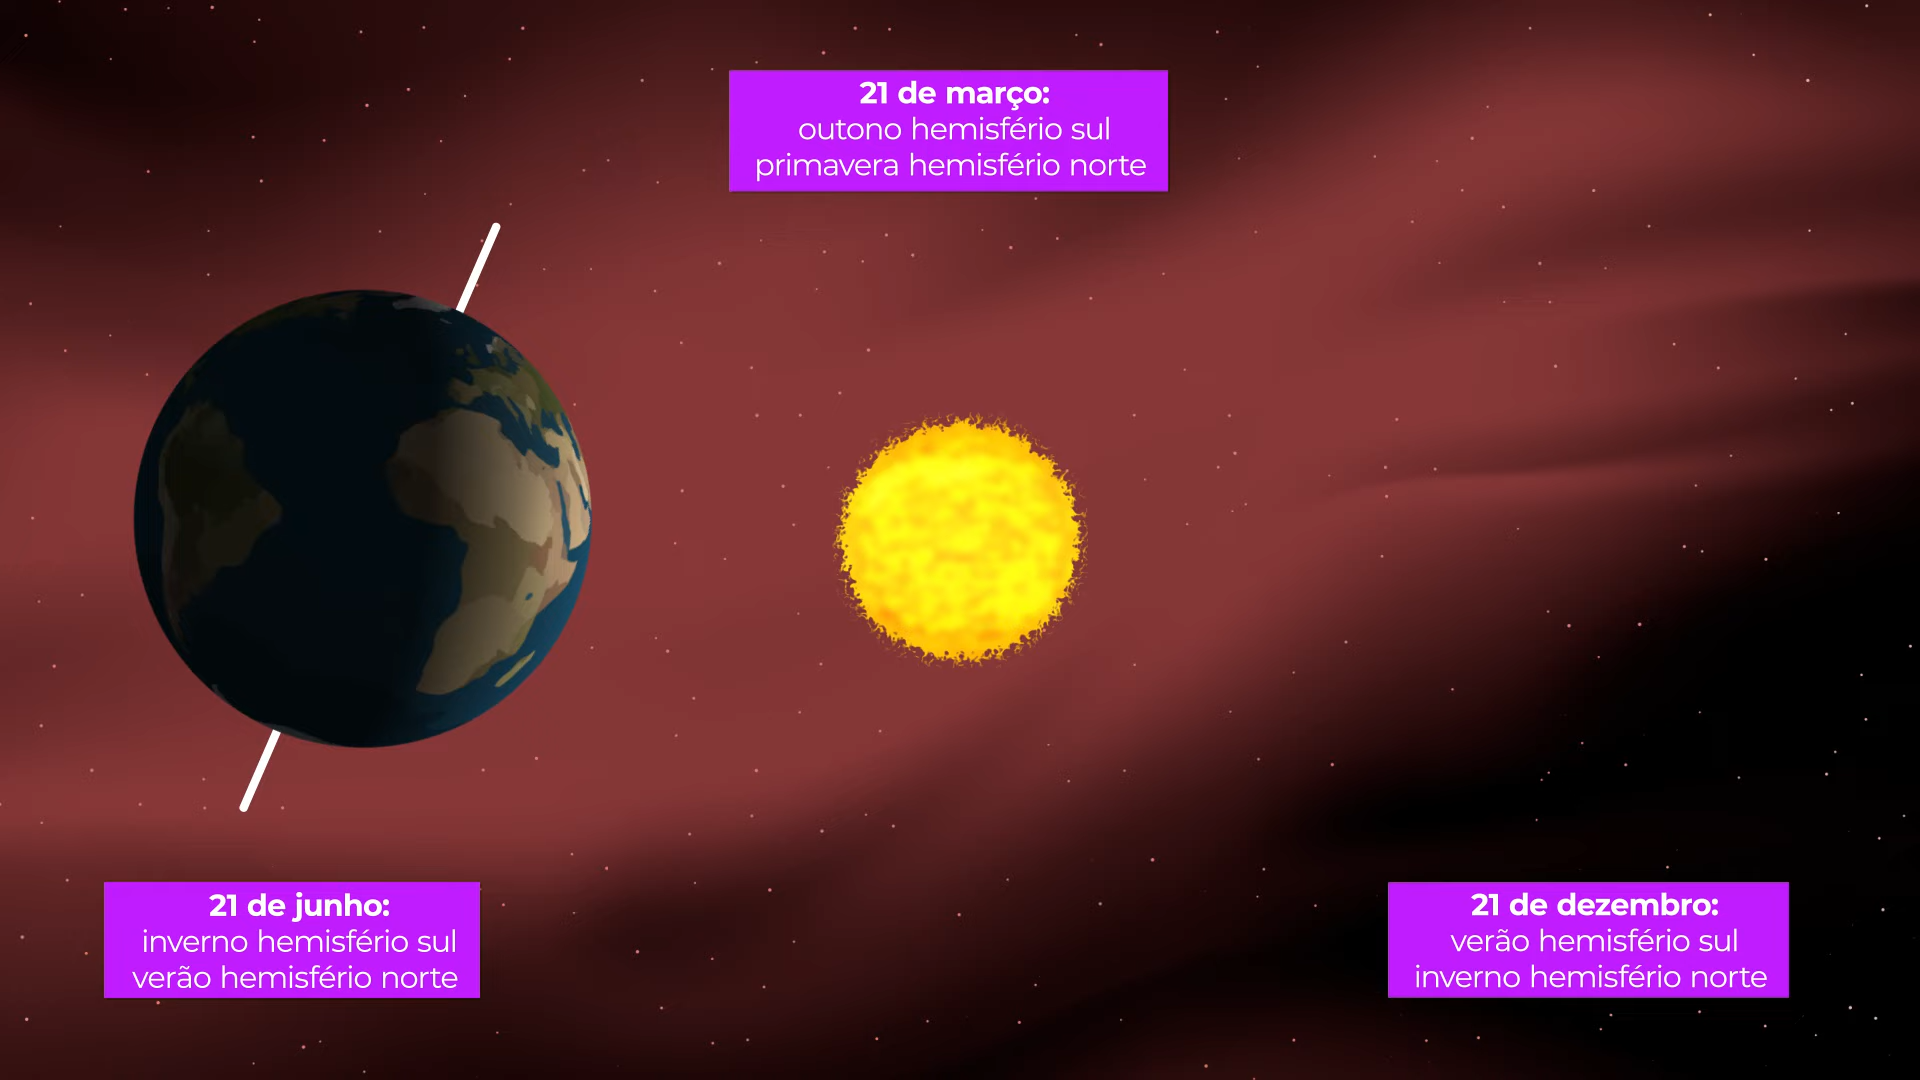 21 de março:
outono hemisfério sul
primavera hemisfério norte
21 de junho:
inverno hemisfério sul
verão hemisfério norte
21 de dezembro:
verão hemisfério sul
inverno hemisfério norte